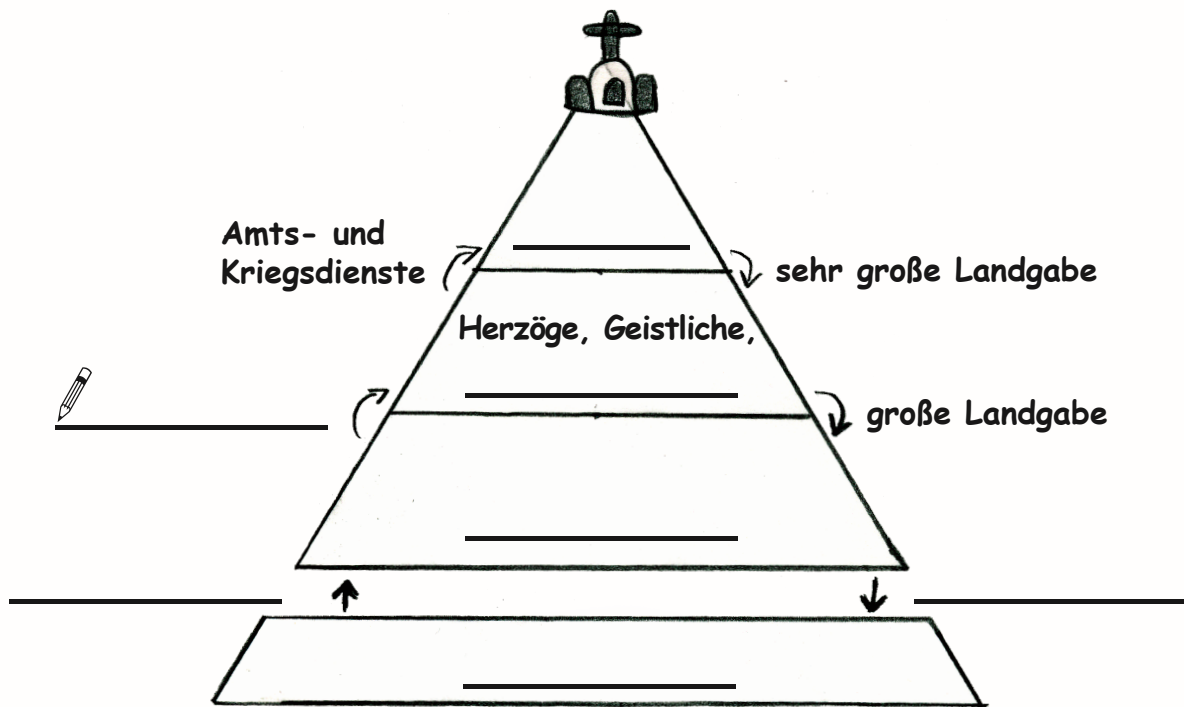 Amts- und
Kriegsdienste
sehr große Landgabe
Herzöge, Geistliche,
große Landgabe